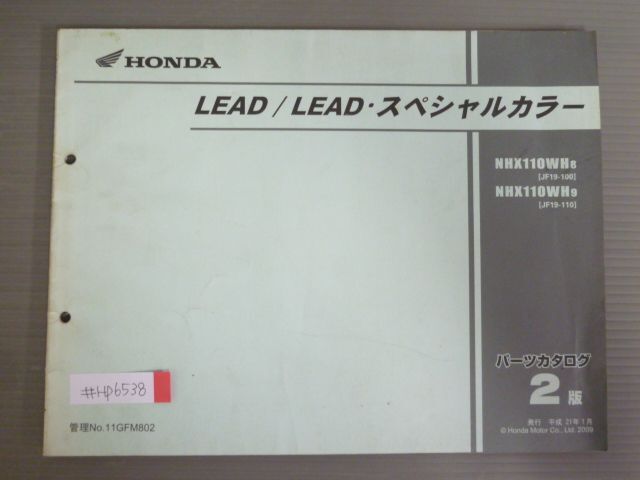 HONDA
LEAD / LEAD・スペシャルカラー
NHX110WH8
[JF19-100]
NHX110WH9
[JF19-110]
パーツカタログ
2版
発行 平成 21年 1月
© Honda Motor Co., Ltd. 2009
#HP6538
管理No.11GFM802